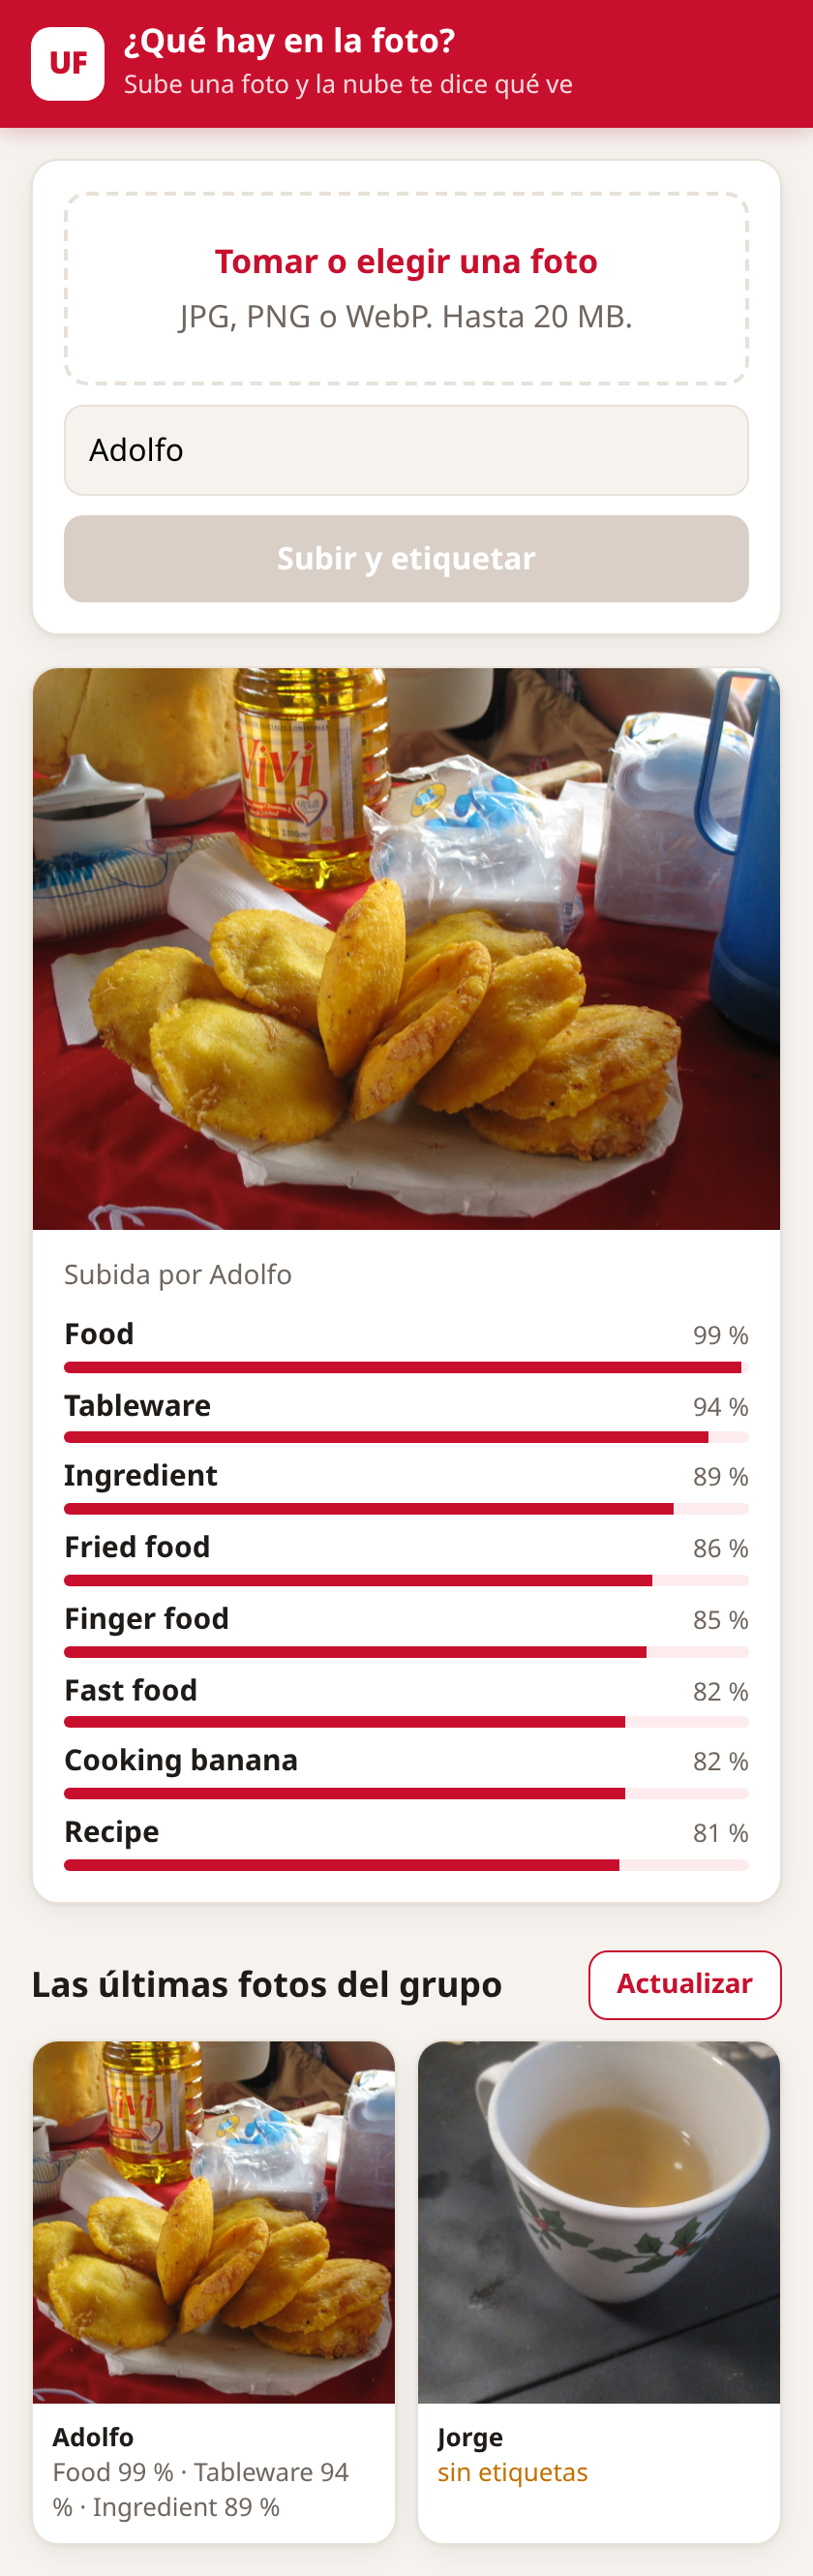 UF
¿Qué hay en la foto?
Sube una foto y la nube te dice qué ve
Tomar o elegir una foto
JPG, PNG o WebP. Hasta 20 MB.
Adolfo
Subir y etiquetar
Vivi
Subida por Adolfo
Food 99 %
Tableware 94 %
Ingredient 89 %
Fried food 86 %
Finger food 85 %
Fast food 82 %
Cooking banana 82 %
Recipe 81 %
Las últimas fotos del grupo
Actualizar
Vivi
Adolfo
Food 99 % · Tableware 94
% · Ingredient 89 %
Jorge
sin etiquetas